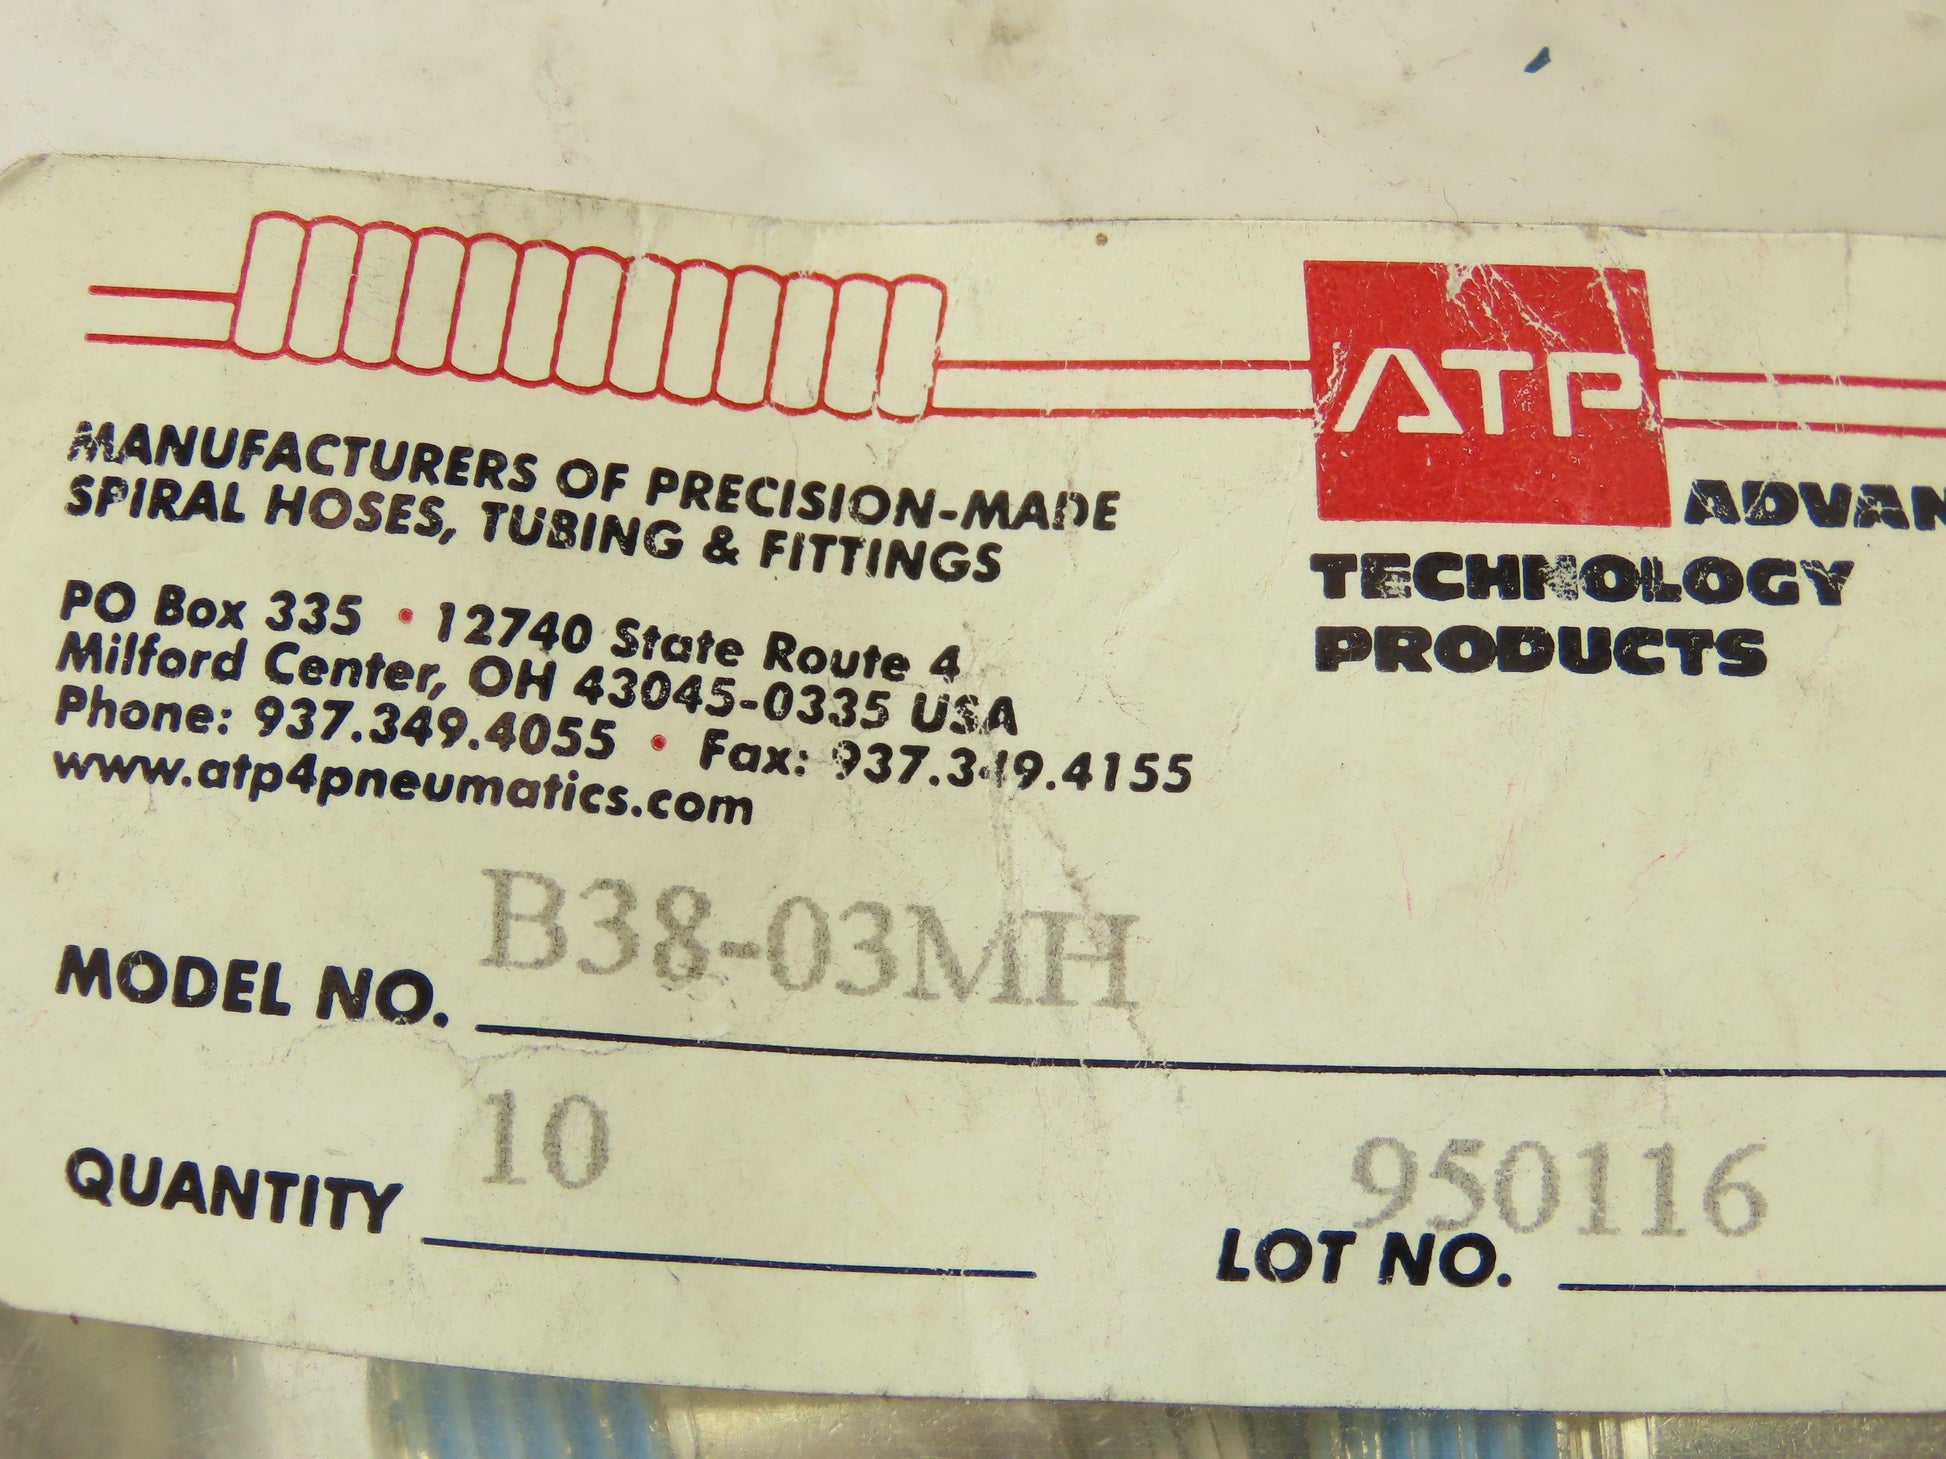 ATP
MANUFACTURERS OF PRECISION-MADE
SPIRAL HOSES, TUBING & FITTINGS
ADVAN
TECHNOLOGY
PRODUCTS
PO Box 335 • 12740 State Route 4
Milford Center, OH 43045-0335 USA
Phone: 937.349.4055 • Fax: 937.349.4155
www.atp4pneumatics.com
MODEL NO. B38-03MH
QUANTITY 10
LOT NO. 950116